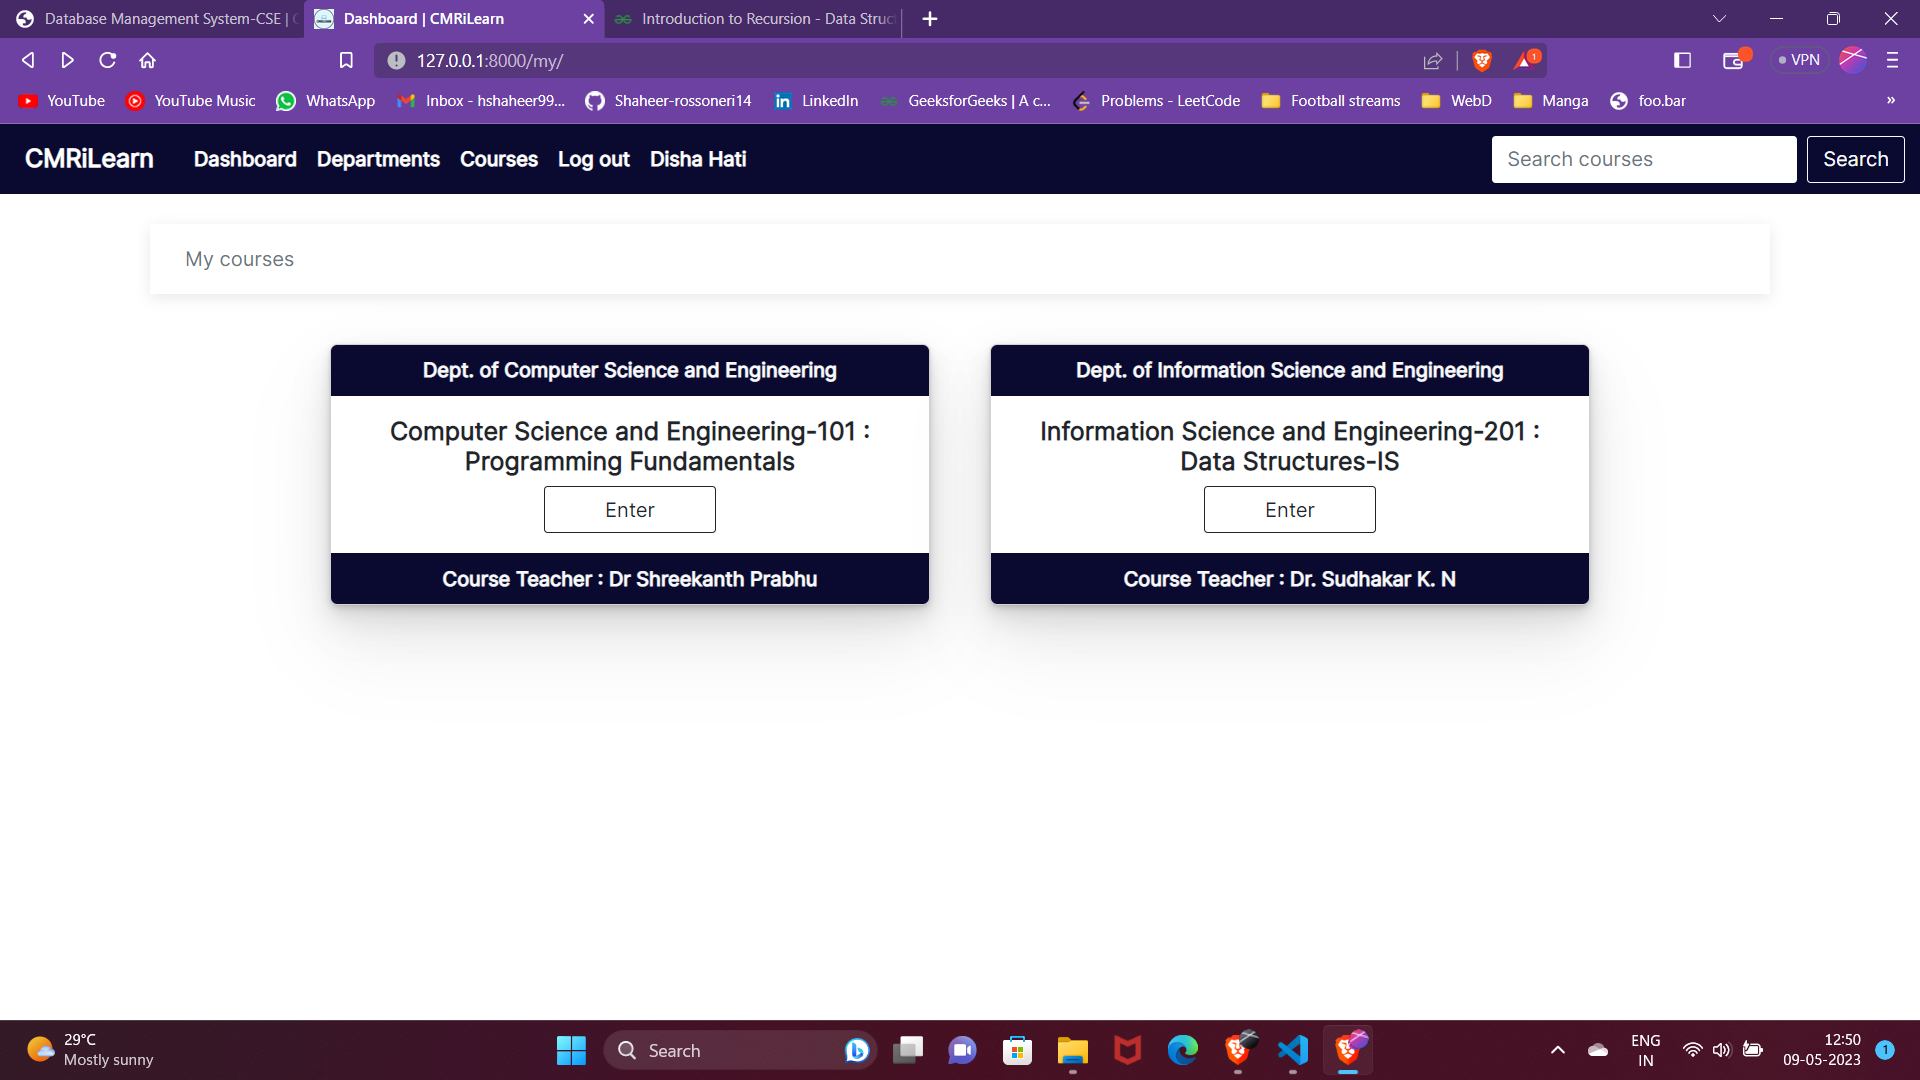 Database Management System-CSE |
Dashboard | CMRiLearn
Introduction to Recursion - Data Struc
127.0.0.1:8000/my/
1
VPN
YouTube
YouTube Music
WhatsApp
Inbox - hshaheer99...
Shaheer-rossoneri14
LinkedIn
GeeksforGeeks | A c...
Problems - LeetCode
Football streams
WebD
Manga
foo.bar
»
CMRiLearn
Dashboard
Departments
Courses
Log out
Disha Hati
Search courses
Search
My courses
Dept. of Computer Science and Engineering
Computer Science and Engineering-101 :
Programming Fundamentals
Enter
Course Teacher : Dr Shreekanth Prabhu
Dept. of Information Science and Engineering
Information Science and Engineering-201 :
Data Structures-IS
Enter
Course Teacher : Dr. Sudhakar K. N
29°C
Mostly sunny
Search
ENG
IN
12:50
09-05-2023
1